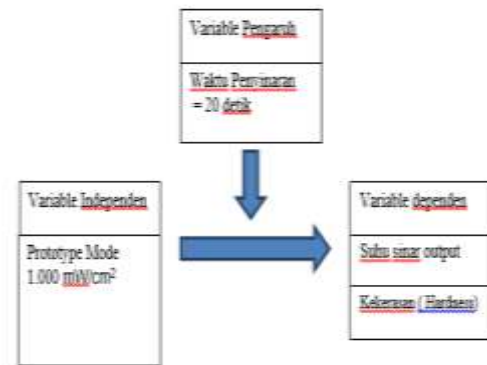 Variable Pengaruh
Waktu Penyinaran
= 20 detik
Variable Independen
Prototype Mode
1.000 mW/cm²
Variable dependen
Suhu sinar output
Kekerasan ( Hardness)